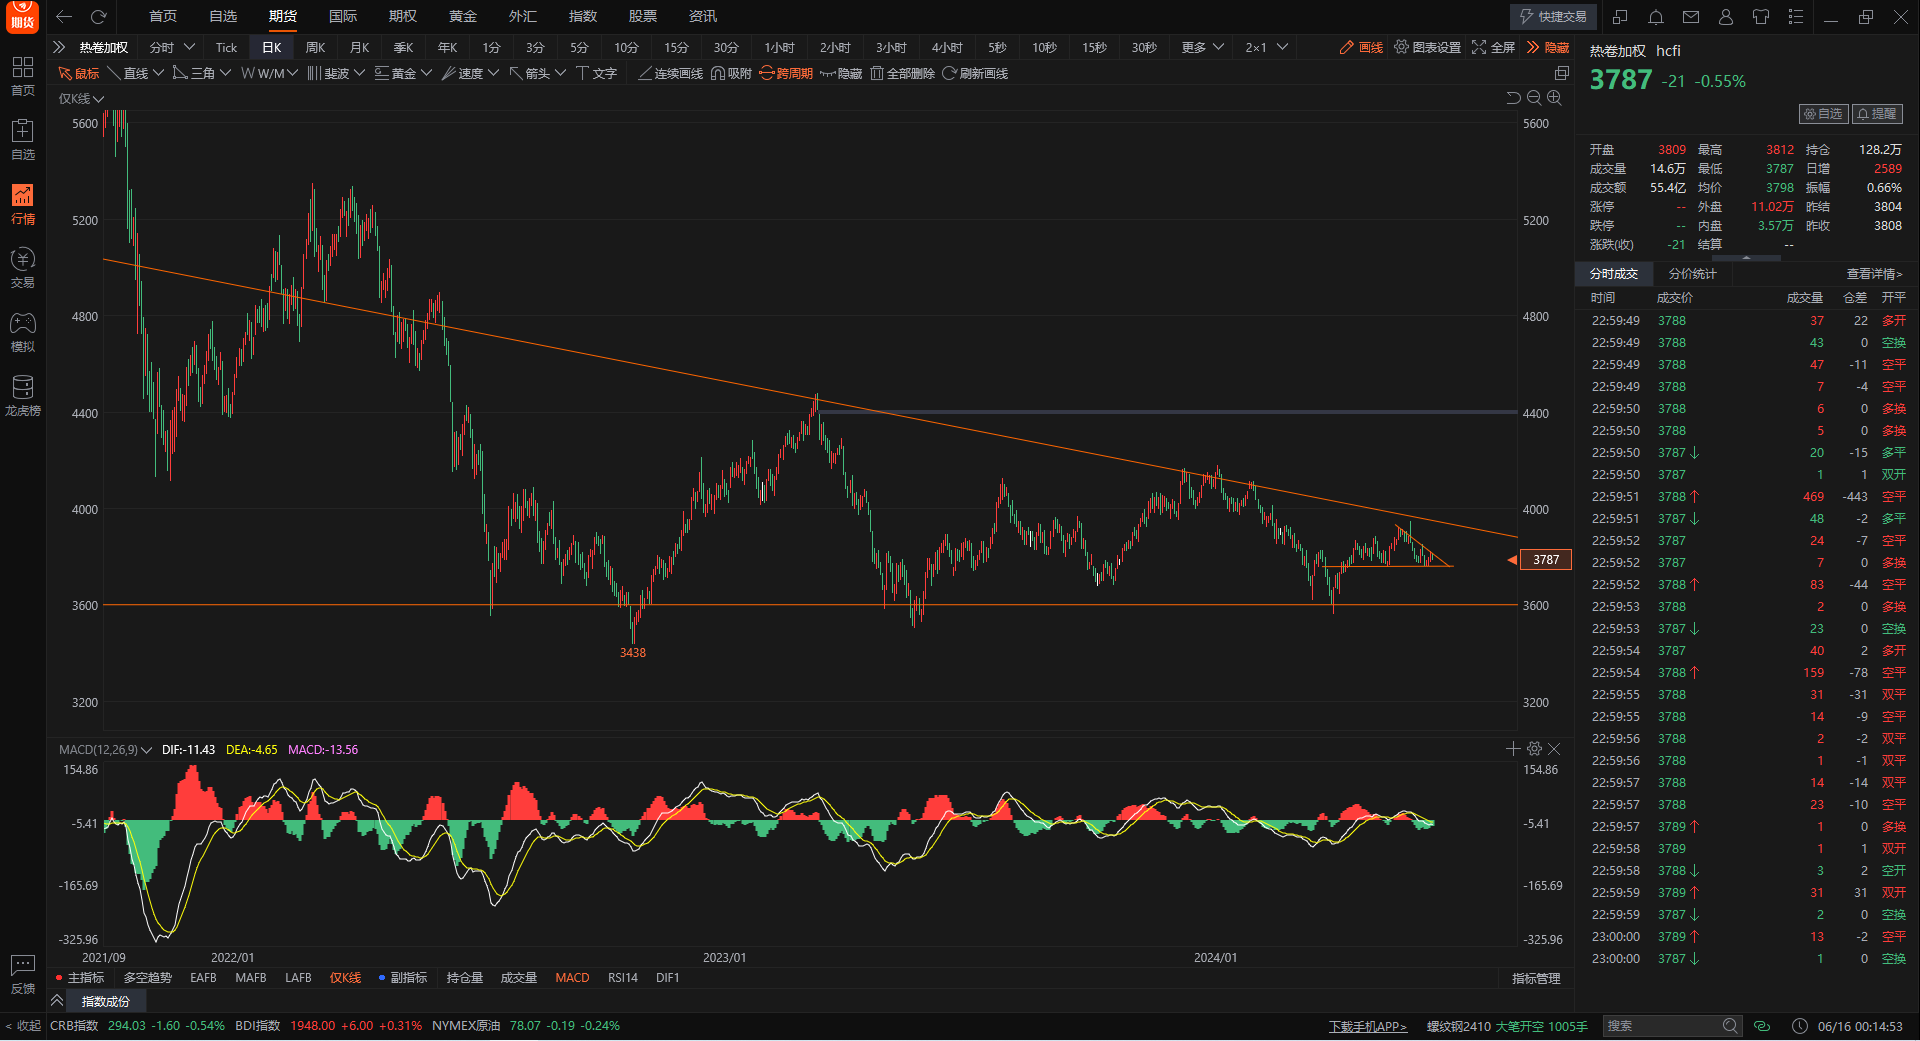 期货
首页 自选 期货 国际 期权 黄金 外汇 指数 股票 资讯
快捷交易
热卷加权 分时 Tick 日K 周K 月K 季K 年K 1分 3分 5分 10分 15分 30分 1小时 2小时 3小时 4小时 5秒 10秒 15秒 30秒 更多 2×1 画线 图表设置 全屏 隐藏
鼠标 直线 三角 W/M 斐波 黄金 速度 箭头 文字 连续画线 吸附 跨周期 隐藏 全部删除 刷新画线
仅K线
首页
自选
行情
交易
模拟
龙虎榜
反馈
< 收起
5600 5600
5200 5200
4800 4800
4400 4400
4000 4000
3787
3600 3600
3438
3200 3200
MACD(12,26,9) DIF:-11.43 DEA:-4.65 MACD:-13.56
154.86 154.86
-5.41 -5.41
-165.69 -165.69
-325.96 -325.96
2021/09 2022/01 2023/01 2024/01
主指标 多空趋势 EAFB MAFB LAFB 仅K线 副指标 持仓量 成交量 MACD RSI14 DIF1 指标管理
指数成份
热卷加权 hcfi
3787 -21 -0.55%
自选 提醒
开盘 3809 最高 3812 持仓 128.2万
成交量 14.6万 最低 3787 日增 2589
成交额 55.4亿 均价 3798 振幅 0.66%
涨停 -- 外盘 11.02万 昨结 3804
跌停 -- 内盘 3.57万 昨收 3808
涨跌(收) -21 结算 --
分时成交 分价统计 查看详情>
时间 成交价 成交量 仓差 开平
22:59:49 3788 37 22 多开
22:59:49 3788 43 0 空换
22:59:49 3788 47 -11 空平
22:59:49 3788 7 -4 空平
22:59:50 3788 6 0 多换
22:59:50 3788 5 0 多换
22:59:50 3787↓ 20 -15 多平
22:59:50 3787 1 1 双开
22:59:51 3788↑ 469 -443 空平
22:59:51 3787↓ 48 -2 多平
22:59:52 3787 24 -7 空平
22:59:52 3787 7 0 多换
22:59:52 3788↑ 83 -44 空平
22:59:53 3788 2 0 多换
22:59:53 3787↓ 23 0 空换
22:59:54 3787 40 2 多开
22:59:54 3788↑ 159 -78 空平
22:59:55 3788 31 -31 双平
22:59:55 3788 14 -9 空平
22:59:56 3788 2 -2 双平
22:59:56 3788 1 -1 双平
22:59:57 3788 14 -14 双平
22:59:57 3788 23 -10 空平
22:59:57 3789↑ 1 0 多换
22:59:58 3789 1 1 双开
22:59:58 3788↓ 3 2 空开
22:59:59 3789↑ 31 31 双开
22:59:59 3787↓ 2 0 空换
23:00:00 3789↑ 13 -2 空平
23:00:00 3787↓ 1 0 空换
CRB指数 294.03 -1.60 -0.54% BDI指数 1948.00 +6.00 +0.31% NYMEX原油 78.07 -0.19 -0.24% 下载手机APP> 螺纹钢2410 大笔开空 1005手 搜索 06/16 00:14:53